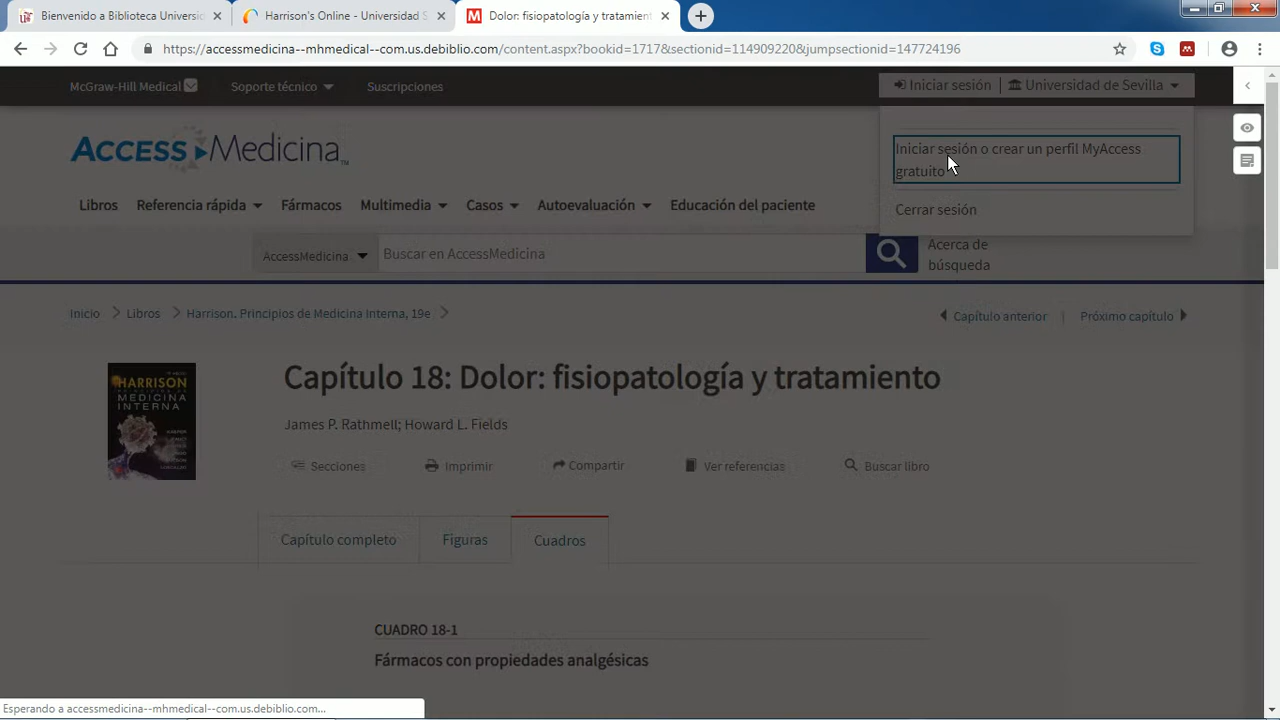 Bienvenido a Biblioteca Universid
Harrison's Online - Universidad S
Dolor: fisiopatología y tratamient
https://accessmedicina--mhmedical--com.us.debiblio.com/content.aspx?bookid=1717&sectionid=114909220&jumpsectionid=147724196
McGraw-Hill Medical
Soporte técnico
Suscripciones
Iniciar sesión | Universidad de Sevilla
Iniciar sesión o crear un perfil MyAccess
gratuito
Cerrar sesión
ACCESS Medicina
Libros Referencia rápida Fármacos Multimedia Casos Autoevaluación Educación del paciente
AccessMedicina Buscar en AccessMedicina
Acerca de
búsqueda
Inicio Libros Harrison. Principios de Medicina Interna, 19e
Capítulo anterior | Próximo capítulo
HARRISON
MEDICINA
INTERNA
Capítulo 18: Dolor: fisiopatología y tratamiento
James P. Rathmell; Howard L. Fields
Secciones Imprimir Compartir Ver referencias Buscar libro
Capítulo completo Figuras Cuadros
CUADRO 18-1
Fármacos con propiedades analgésicas
Esperando a accessmedicina--mhmedical--com.us.debiblio.com...